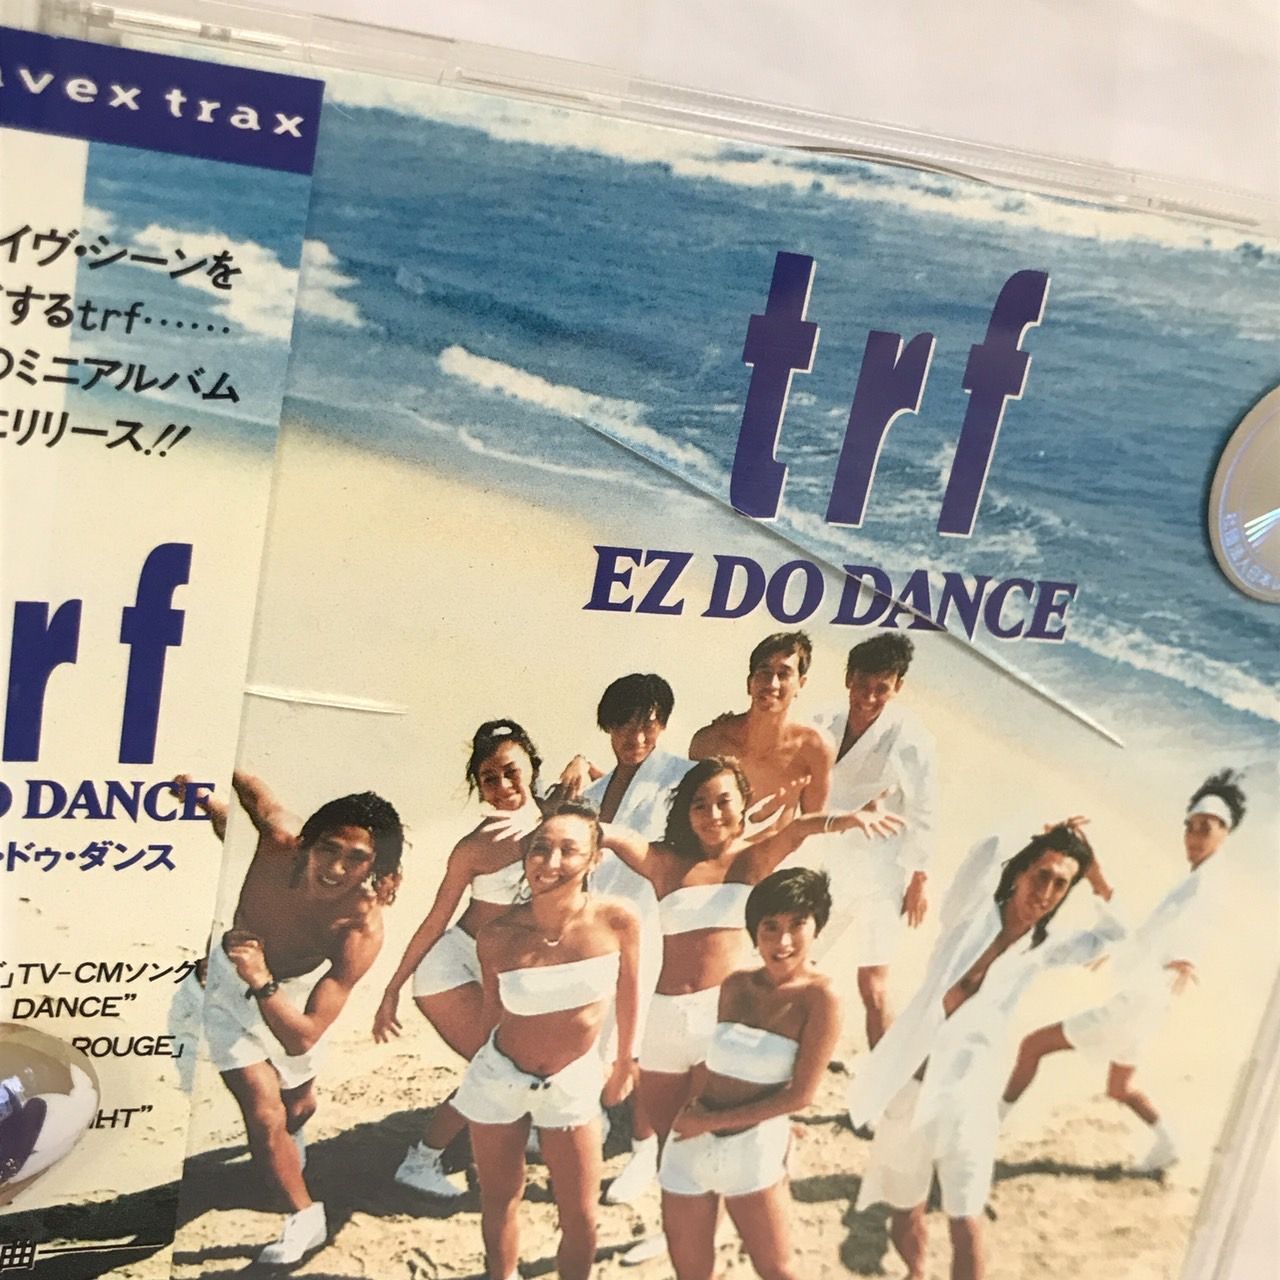 avex trax
イヴ・シーンを
するtrf……
のミニアルバム
にリリース!!
rf
DANCE
・ドゥ・ダンス
」TV-CMソング
DANCE”
ROUGE」
曲
trf
EZ DO DANCE